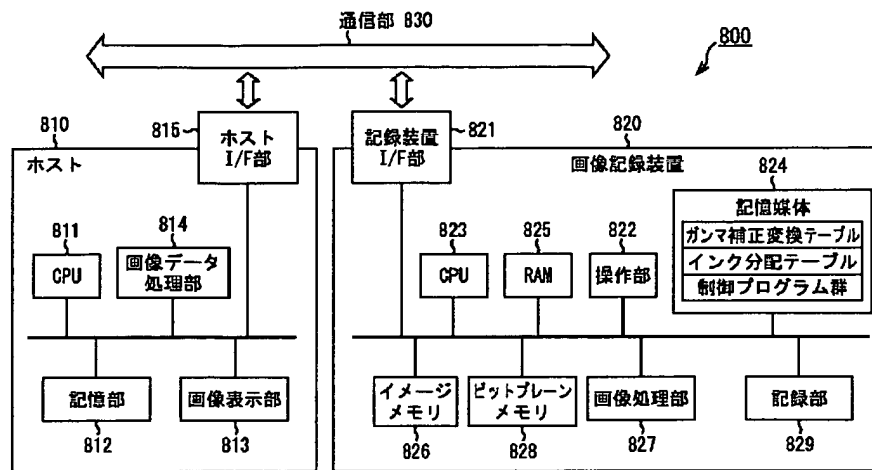 通信部 830
800
810
815
ホスト
I/F部
記録装置
I/F部
821
820
ホスト
画像記録装置
824
記憶媒体
ガンマ補正変換テーブル
インク分配テーブル
制御プログラム群
811
CPU
814
画像データ
処理部
823
CPU
825
RAM
822
操作部
記憶部
812
画像表示部
813
イメージ
メモリ
826
ビットプレーン
メモリ
828
画像処理部
827
記録部
829